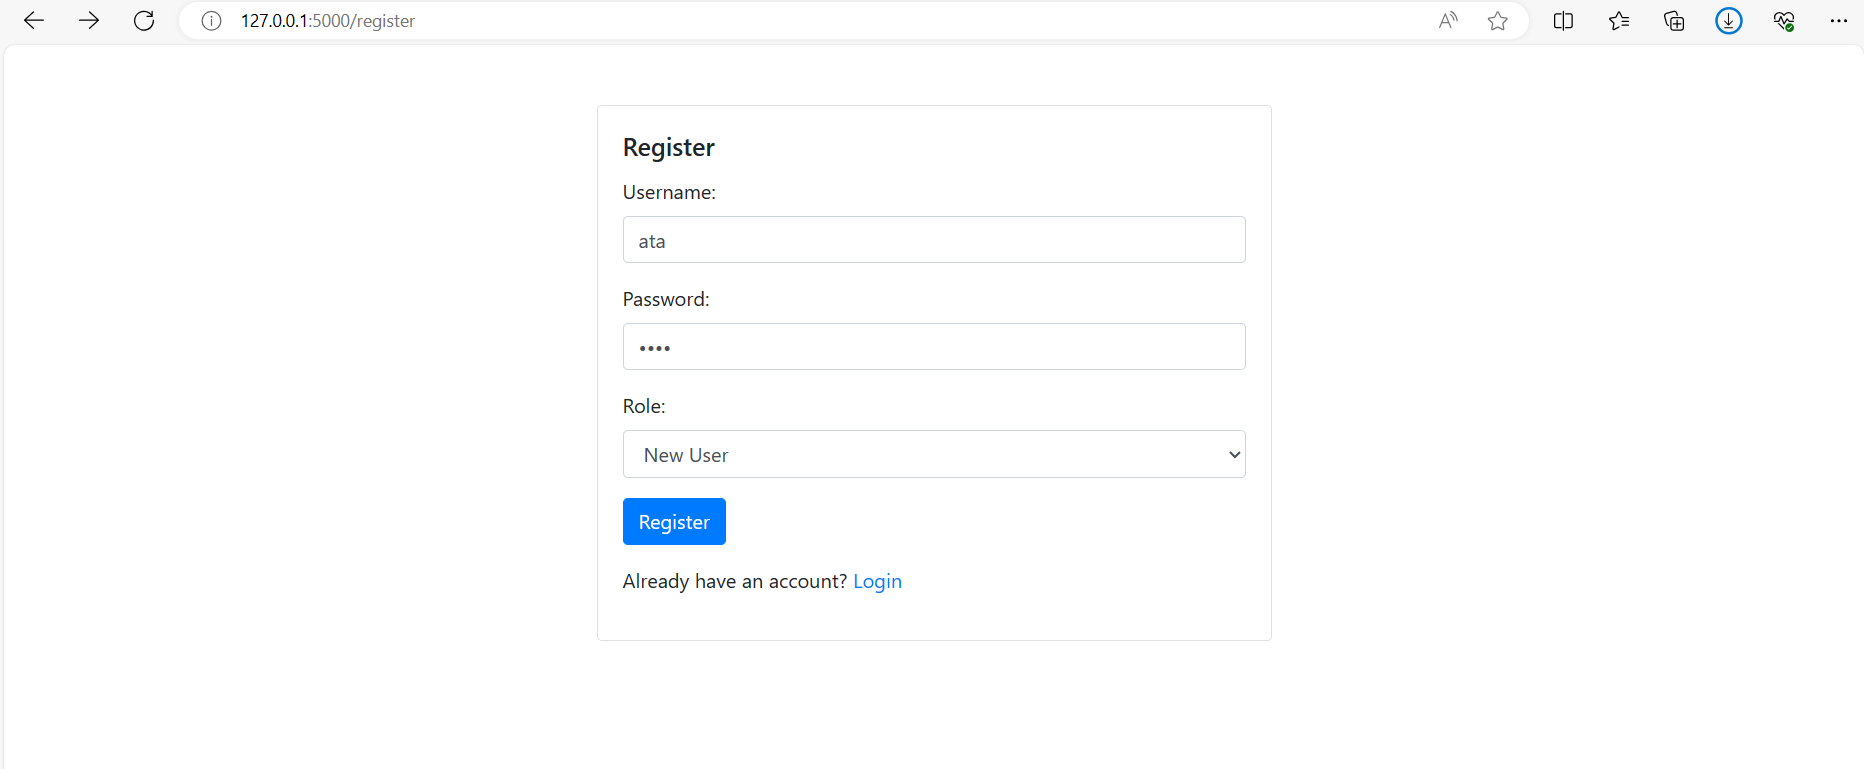 127.0.0.1:5000/register
Register
Username:
ata
Password:
••••
Role:
New User
Register
Already have an account? Login